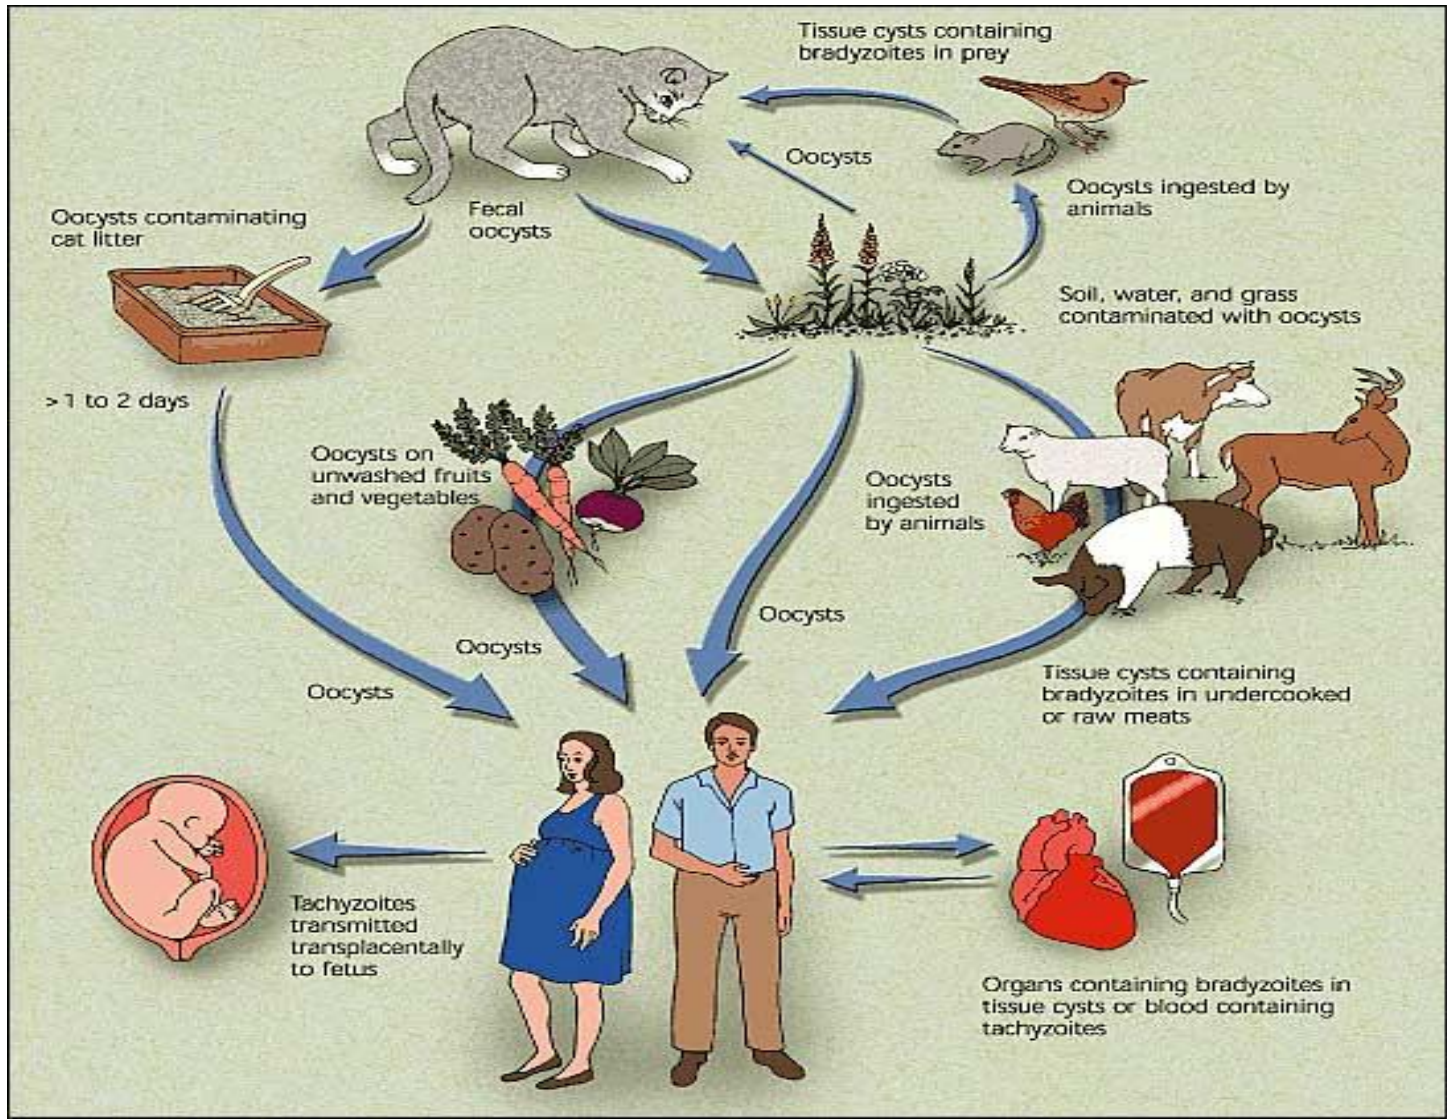 Tissue cysts containing
bradyzoites in prey
Oocysts
Oocysts ingested by
animals
Oocysts contaminating
cat litter
Fecal
oocysts
Soil, water, and grass
contaminated with oocysts
>1 to 2 days
Oocysts on
unwashed fruits
and vegetables
Oocysts
ingested
by animals
Oocysts
Oocysts
Oocysts
Tissue cysts containing
bradyzoites in undercooked
or raw meats
Tachyzoites
transmitted
transplacentally
to fetus
Organs containing bradyzoites in
tissue cysts or blood containing
tachyzoites